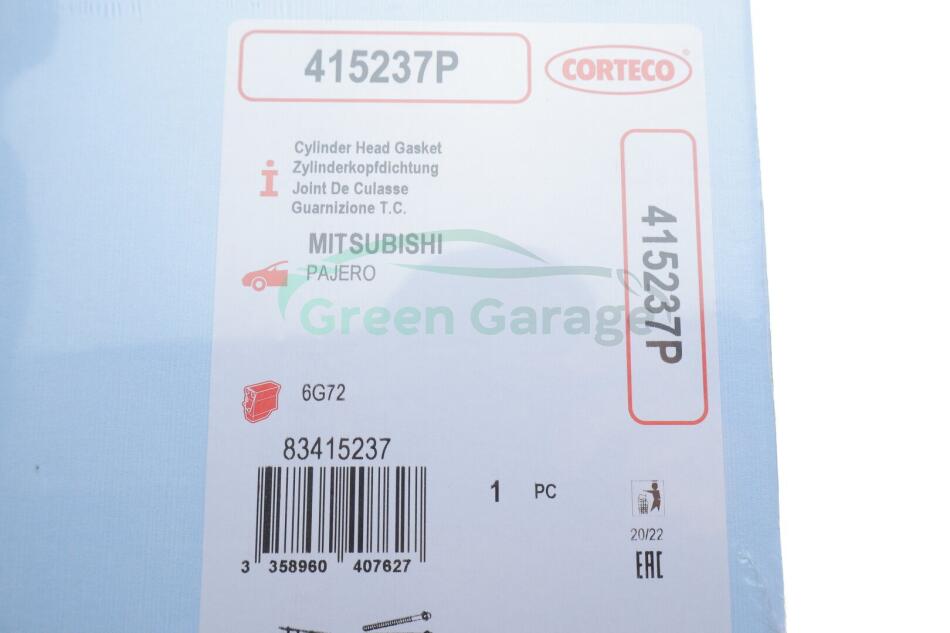 415237P
CORTECO®
Cylinder Head Gasket
Zylinderkopfdichtung
Joint De Culasse
Guarnizione T.C.
MITSUBISHI
PAJERO
Green Garage
415237P
6G72
83415237
1 PC
3 358960 407627
20/22
EAC